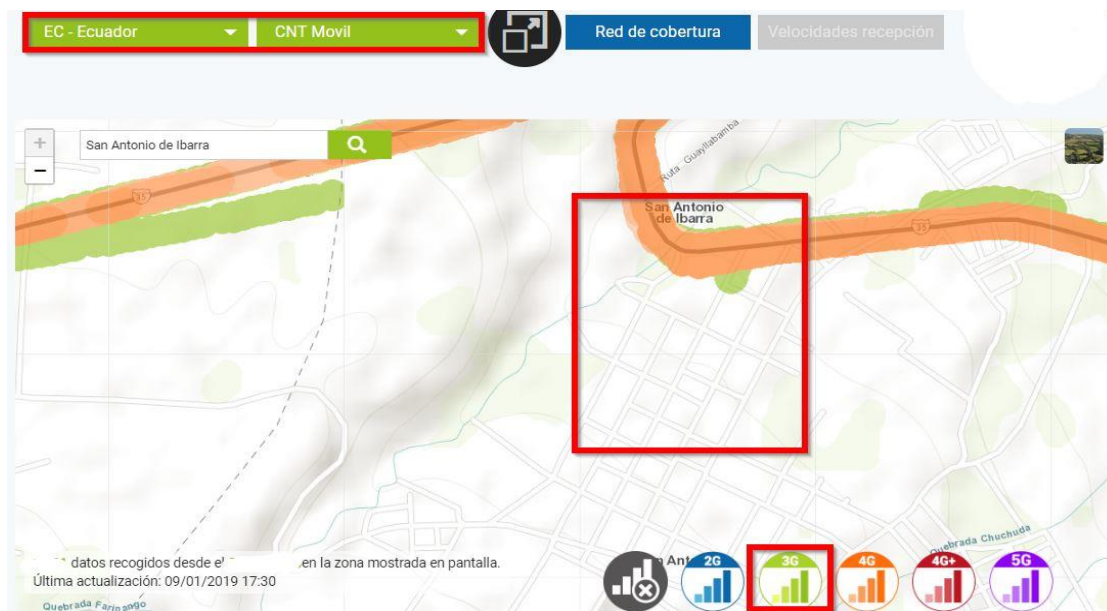 EC - Ecuador
CNT Movil
Red de cobertura
Velocidades recepción
+
San Antonio de Ibarra
-
Ruta Guayllabamba
35
San Antonio
de Ibarra
35
datos recogidos desde el
en la zona mostrada en pantalla.
Última actualización: 09/01/2019 17:30
Ant
2G
3G
4G
4G+
5G
Quebrada Chuchuda
Quebrada Farinango